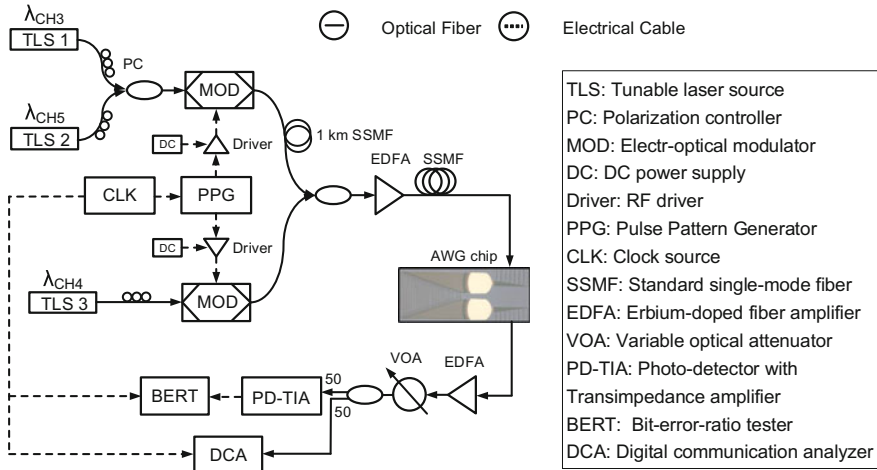 λCH3
TLS 1
PC
MOD
Optical Fiber
Electrical Cable
λCH5
TLS 2
1 km SSMF
DC
Driver
EDFA
SSMF
CLK
PPG
DC
Driver
AWG chip
λCH4
TLS 3
MOD
VOA
EDFA
50
BERT
PD-TIA
50
DCA
TLS: Tunable laser source
PC: Polarization controller
MOD: Electr-optical modulator
DC: DC power supply
Driver: RF driver
PPG: Pulse Pattern Generator
CLK: Clock source
SSMF: Standard single-mode fiber
EDFA: Erbium-doped fiber amplifier
VOA: Variable optical attenuator
PD-TIA: Photo-detector with
Transimpedance amplifier
BERT: Bit-error-ratio tester
DCA: Digital communication analyzer